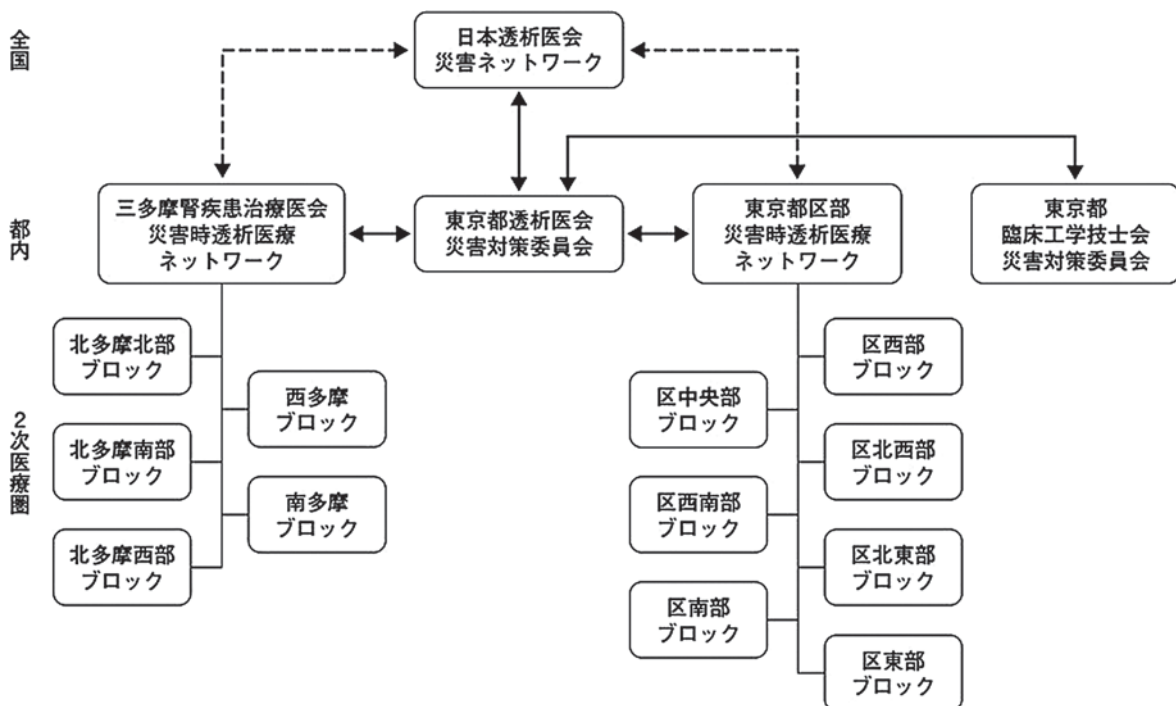 全国
日本透析医会
災害ネットワーク
都内
三多摩腎疾患治療医会
災害時透析医療
ネットワーク
東京都透析医会
災害対策委員会
東京都区部
災害時透析医療
ネットワーク
東京都
臨床工学技士会
災害対策委員会
2次医療圏
北多摩北部
ブロック
西多摩
ブロック
北多摩南部
ブロック
南多摩
ブロック
北多摩西部
ブロック
区西部
ブロック
区中央部
ブロック
区北西部
ブロック
区西南部
ブロック
区北東部
ブロック
区南部
ブロック
区東部
ブロック